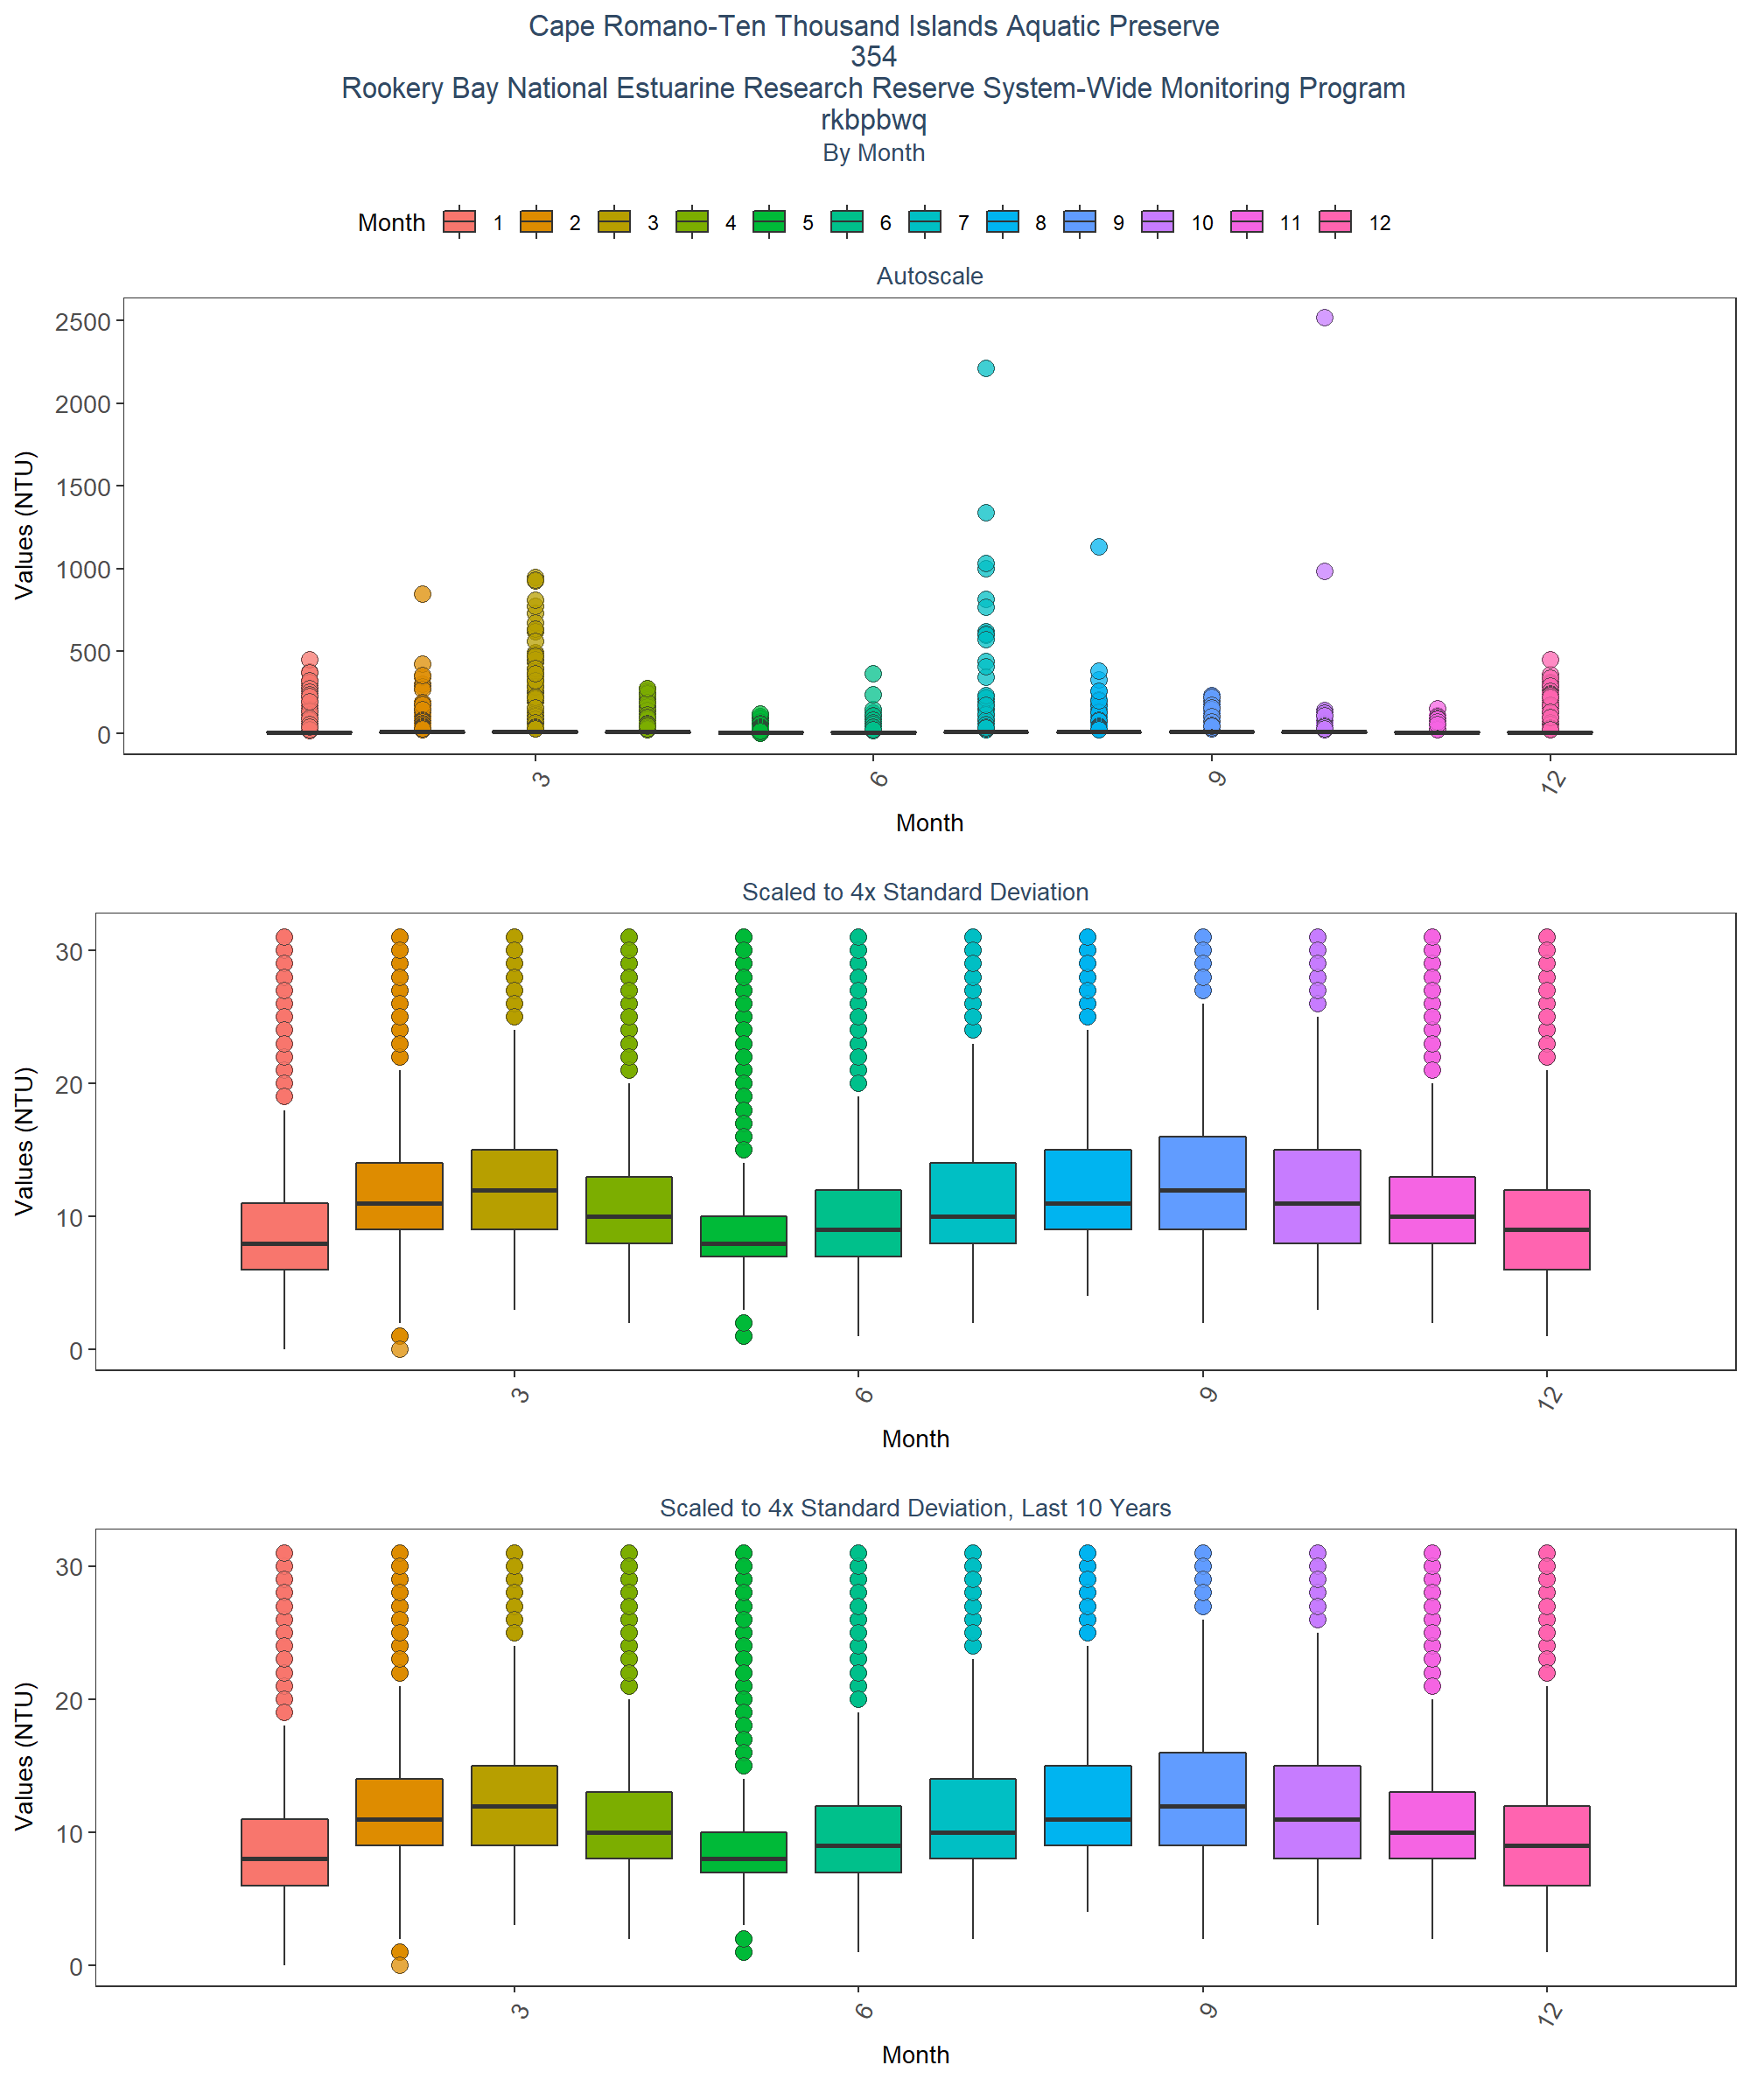 Cape Romano-Ten Thousand Islands Aquatic Preserve
354
Rookery Bay National Estuarine Research Reserve System-Wide Monitoring Program
rkbpbwq
By Month
Month 1 2 3 4 5 6 7 8 9 10 11 12
Autoscale
Values (NTU)
2500
2000
1500
1000
500
0
3 6 9 12
Month
Scaled to 4x Standard Deviation
Values (NTU)
30
20
10
0
3 6 9 12
Month
Scaled to 4x Standard Deviation, Last 10 Years
Values (NTU)
30
20
10
0
3 6 9 12
Month